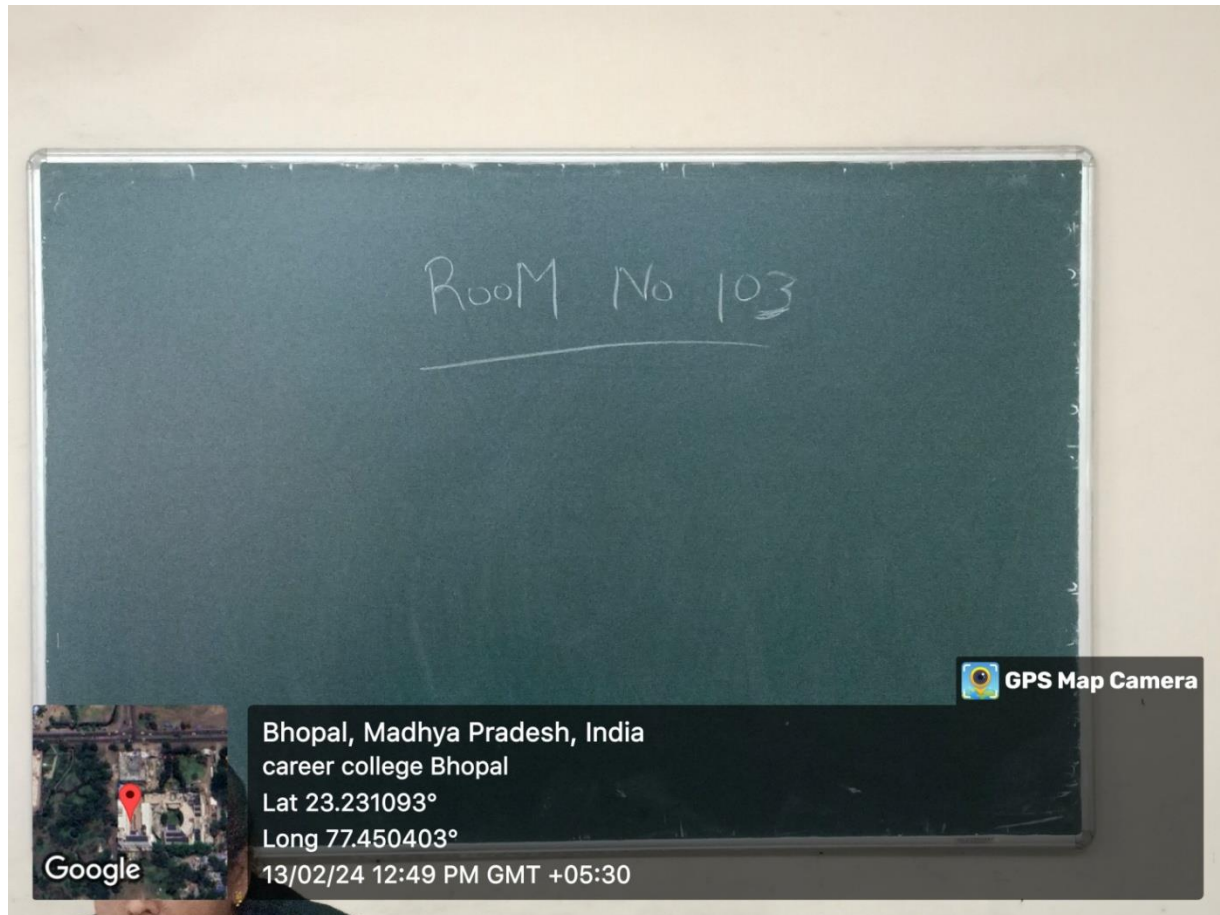 RooM No 103
GPS Map Camera
Bhopal, Madhya Pradesh, India
career college Bhopal
Lat 23.231093°
Long 77.450403°
13/02/24 12:49 PM GMT +05:30
Google